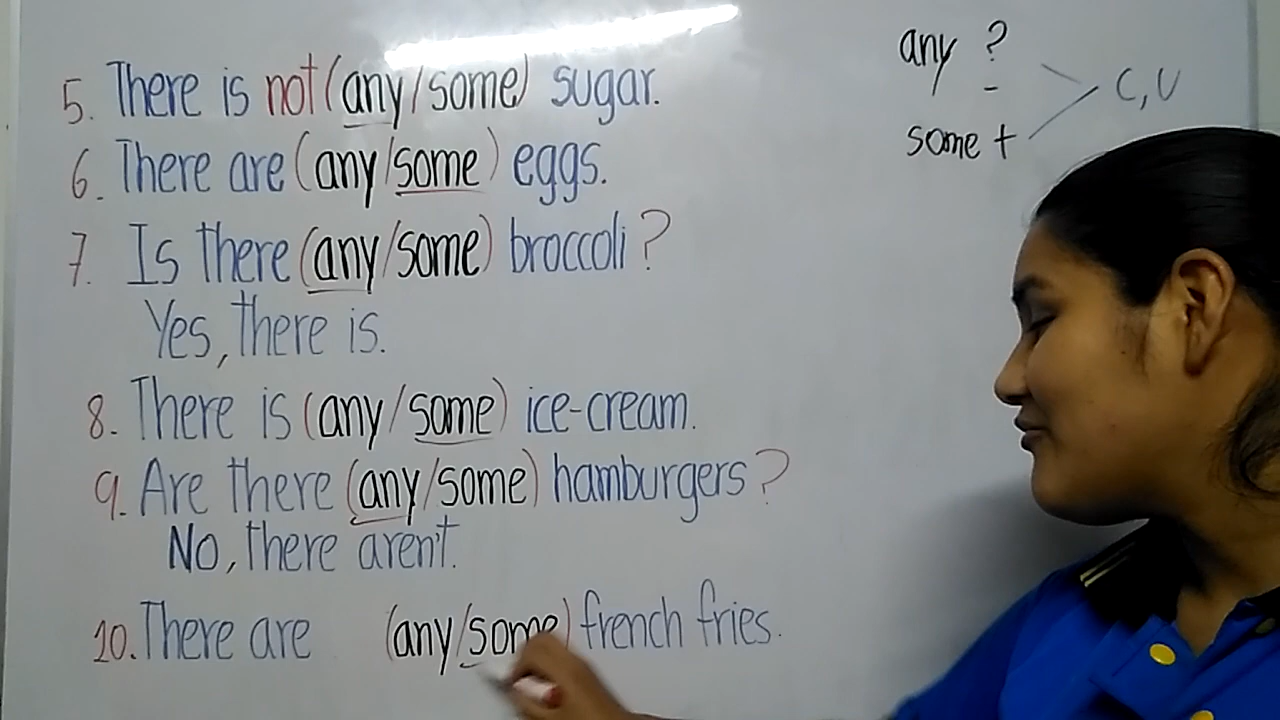 5. There is not (any/some) sugar.
6. There are (any/some) eggs.
7. Is there (any/some) broccoli?
Yes, there is.
8. There is (any/some) ice-cream.
9. Are there (any/some) hamburgers?
No, there aren't.
10. There are (any/some) french fries.
any ?
-
some +
C, U